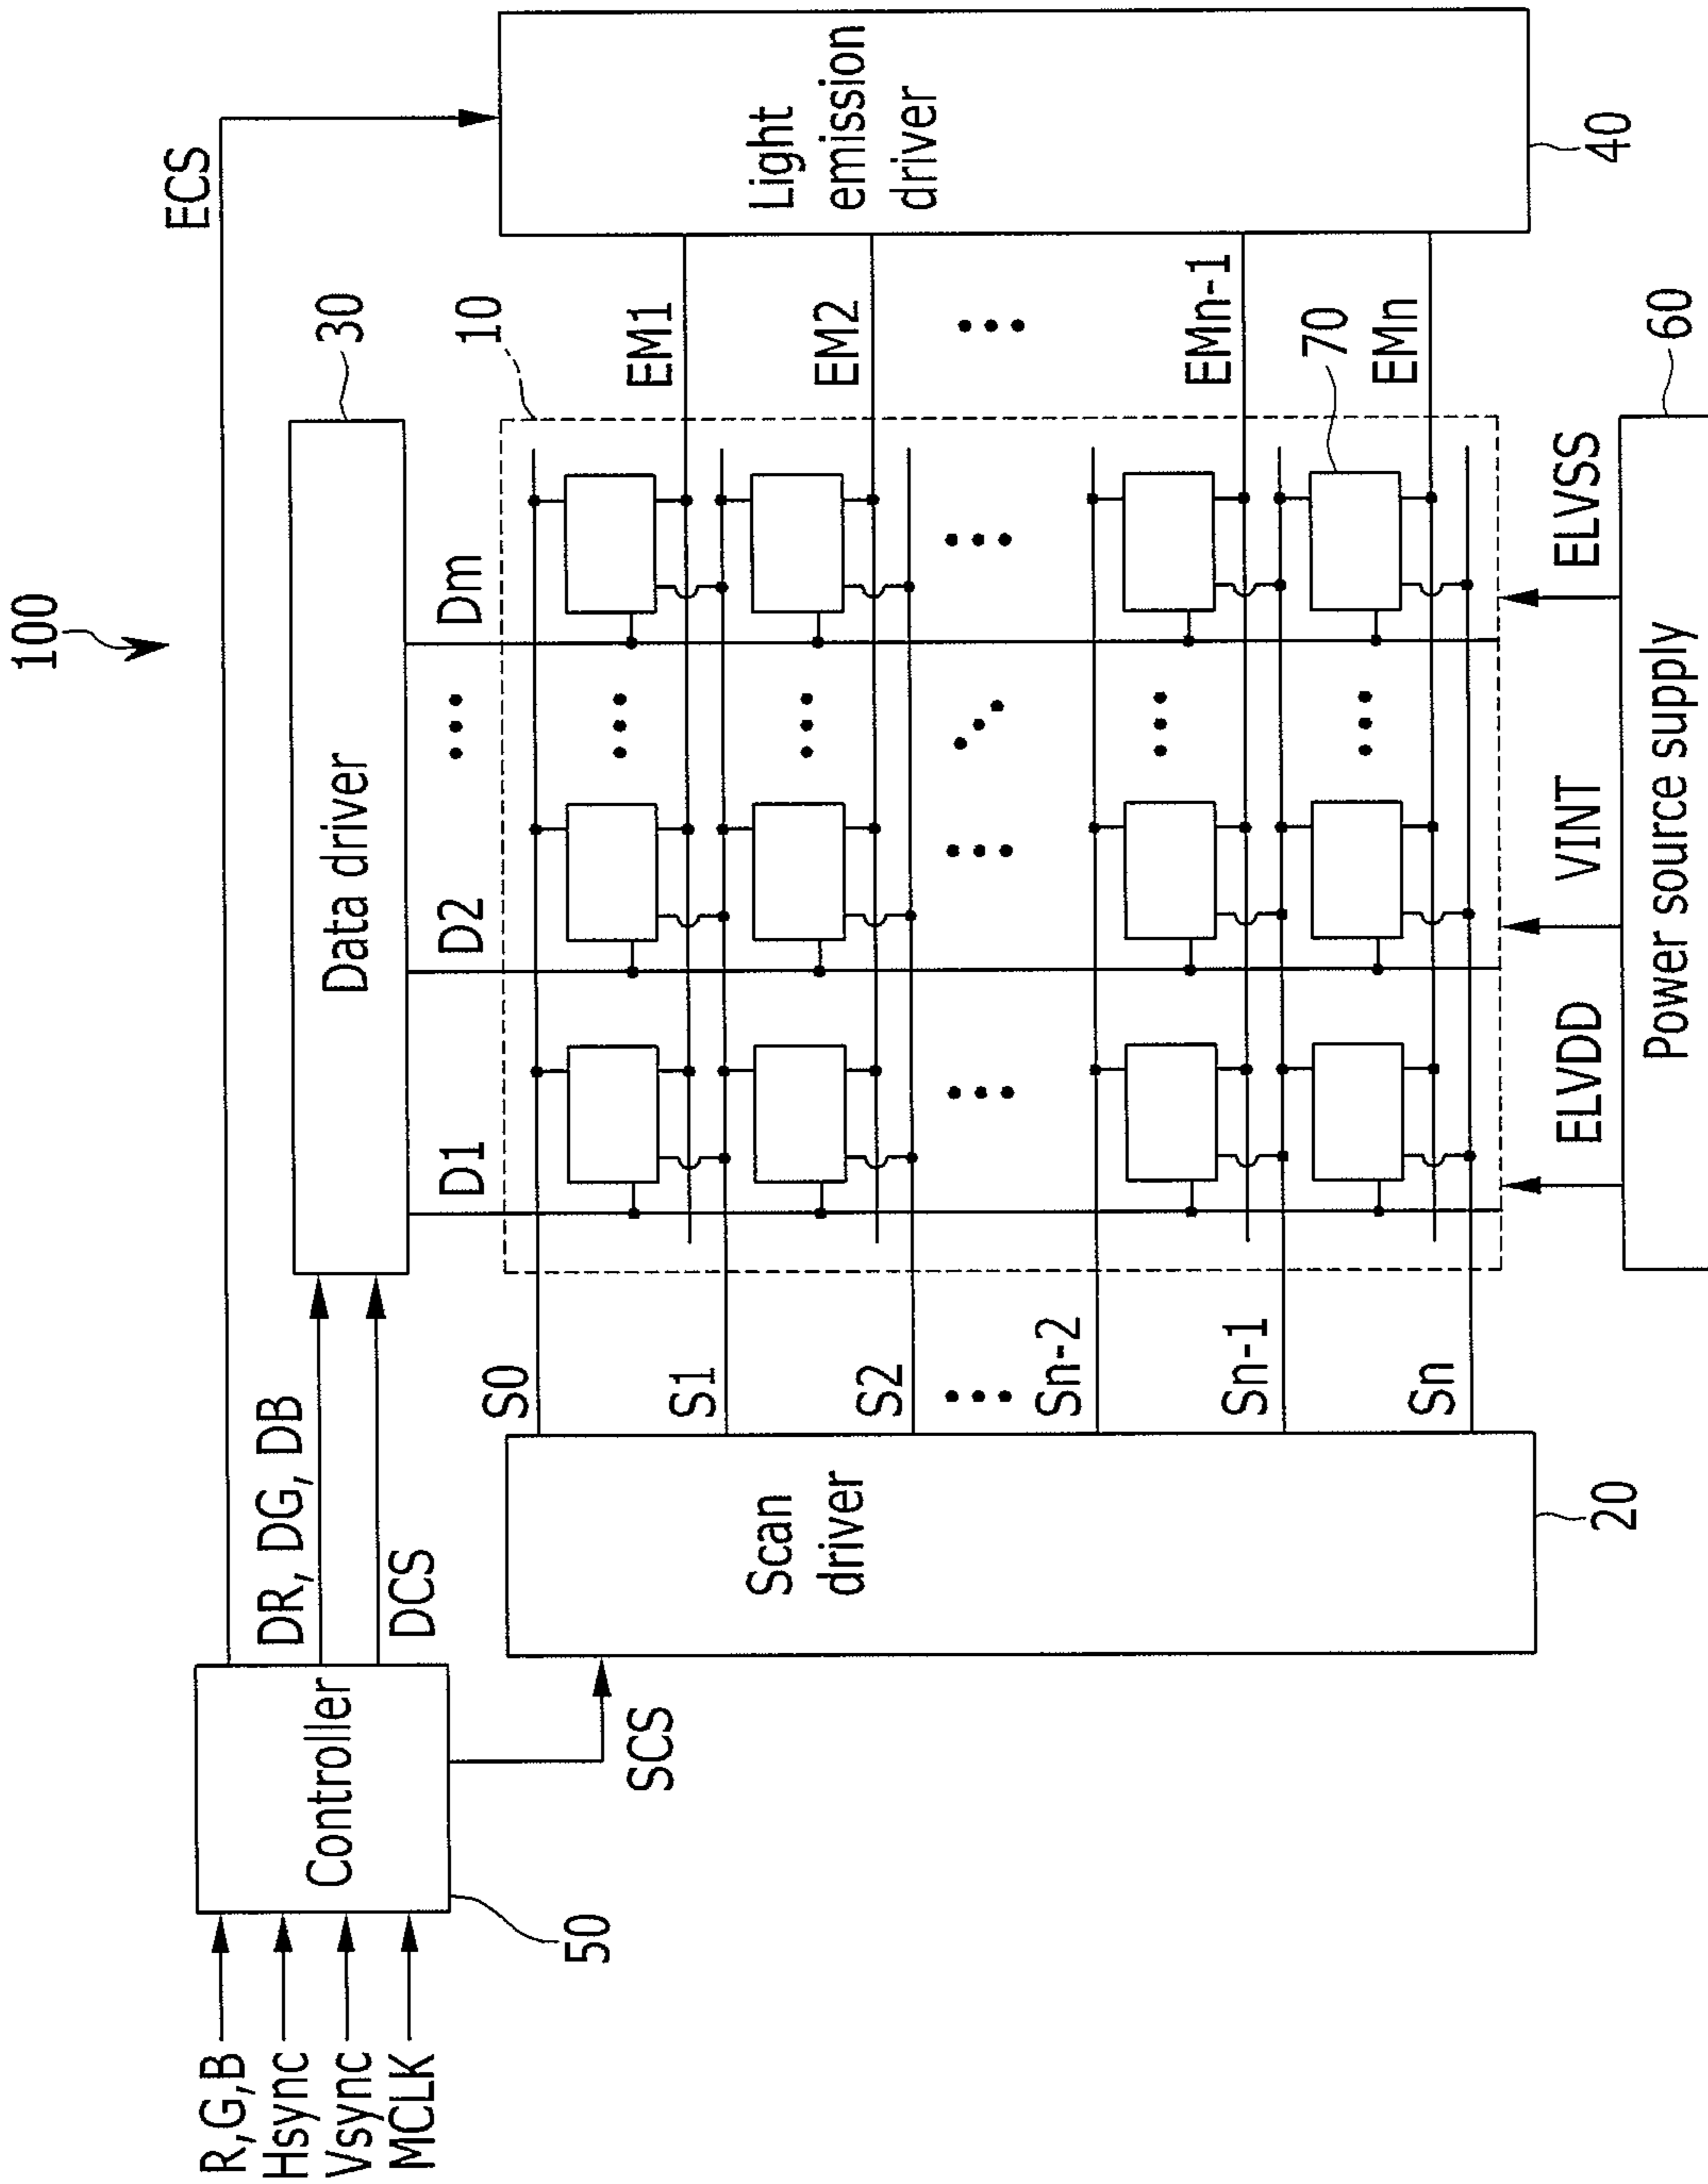 100
R,G,B
Hsync
Vsync
MCLK
Controller
50
ECS
DR, DG, DB
DCS
SCS
Data driver
30
D1
D2
•••
Dm
10
Scan
driver
20
S0
S1
S2
•••
Sn-2
Sn-1
Sn
EM1
EM2
•••
EMn-1
EMn
70
Light
emission
driver
40
ELVDD
VINT
ELVSS
Power source supply
60